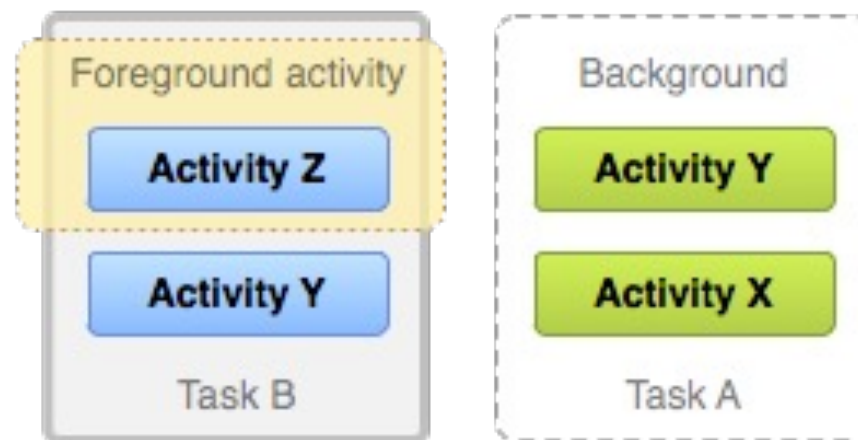 Foreground activity
Activity Z
Activity Y
Task B
Background
Activity Y
Activity X
Task A